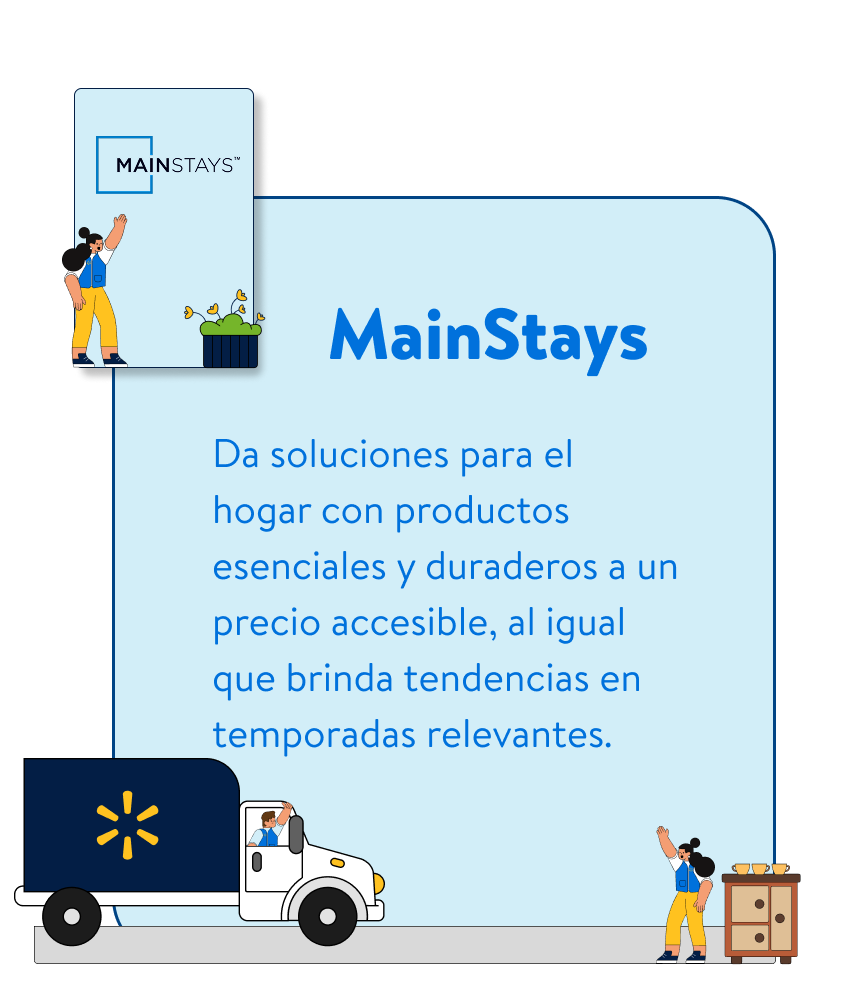 MAINSTAYS™
MainStays
Da soluciones para el
hogar con productos
esenciales y duraderos a un
precio accesible, al igual
que brinda tendencias en
temporadas relevantes.